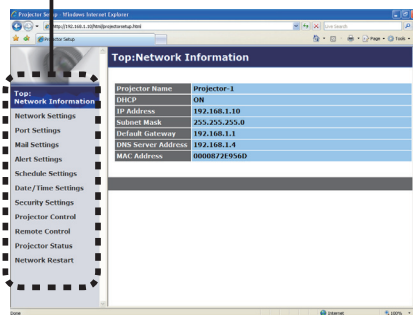 Projector Setup - Windows Internet Explorer
http://192.168.1.10/html/projectorsetup.html
Live Search
Projector Setup
Page
Tools
Top:Network Information
Top:
Network Information
Network Settings
Port Settings
Mail Settings
Alert Settings
Schedule Settings
Date/Time Settings
Security Settings
Projector Control
Remote Control
Projector Status
Network Restart
Projector Name Projector-1
DHCP ON
IP Address 192.168.1.10
Subnet Mask 255.255.255.0
Default Gateway 192.168.1.1
DNS Server Address 192.168.1.4
MAC Address 0000872E956D
Done
Internet
100%